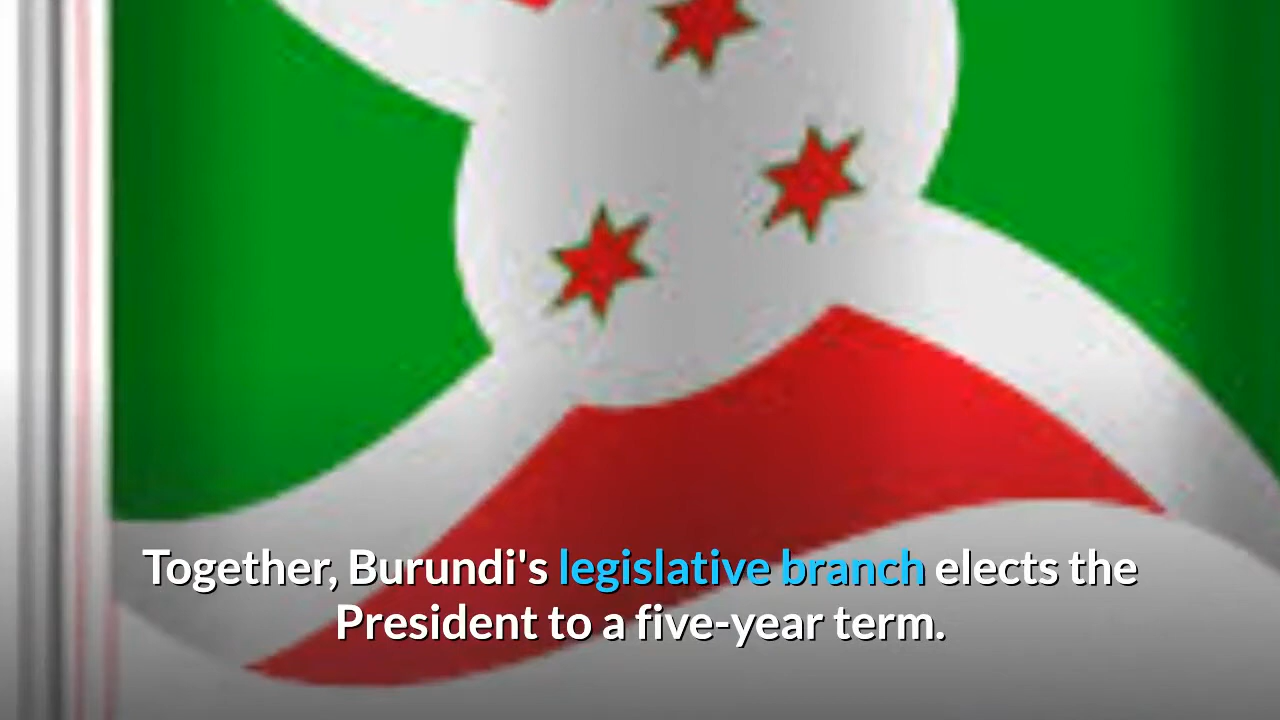 Together, Burundi's legislative branch elects the
President to a five-year term.